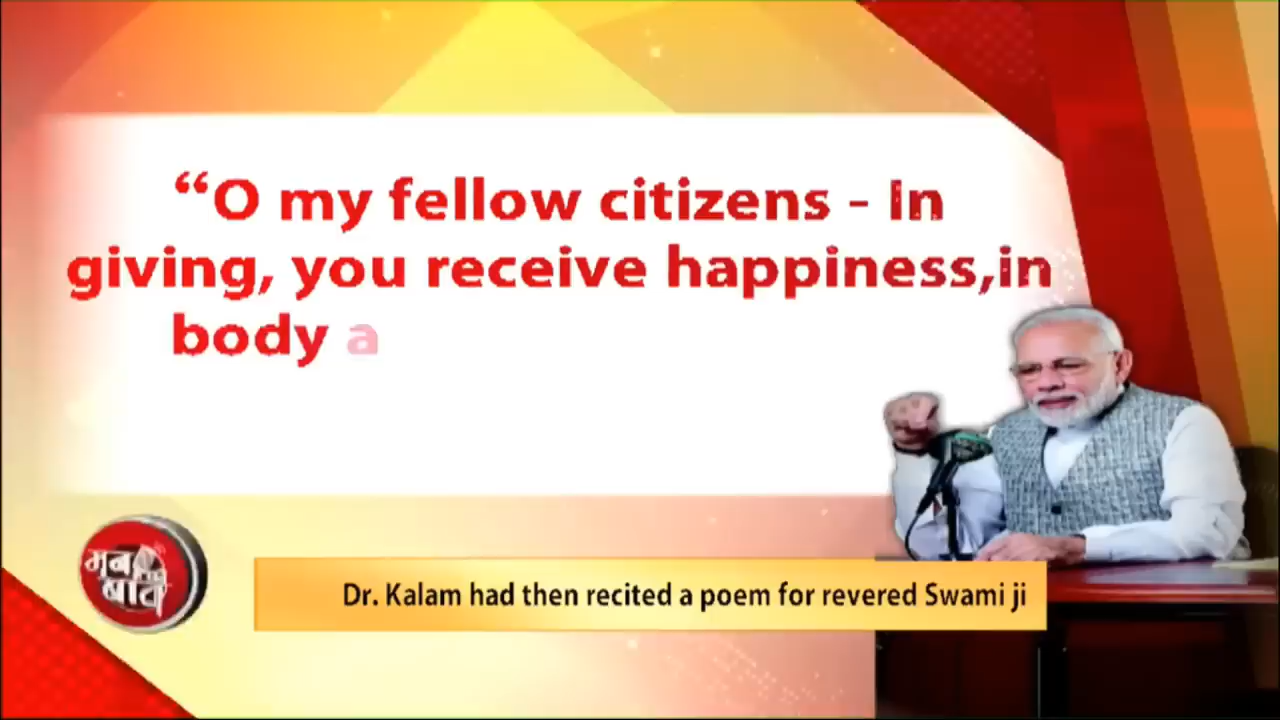 “O my fellow citizens - In
giving, you receive happiness,in
body a
मन की
बात
Dr. Kalam had then recited a poem for revered Swami ji